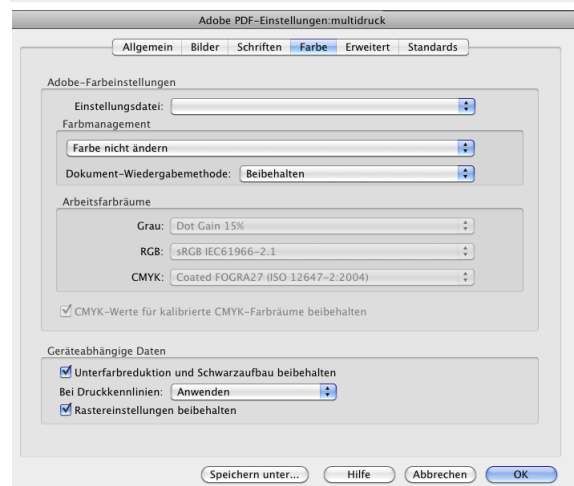 Adobe PDF-Einstellungen:multidruck
Allgemein Bilder Schriften Farbe Erweitert Standards
Adobe-Farbeinstellungen
Einstellungsdatei:
Farbmanagement
Farbe nicht ändern
Dokument-Wiedergabemethode: Beibehalten
Arbeitsfarbräume
Grau: Dot Gain 15%
RGB: sRGB IEC61966-2.1
CMYK: Coated FOGRA27 (ISO 12647-2:2004)
CMYK-Werte für kalibrierte CMYK-Farbräume beibehalten
Geräteabhängige Daten
Unterfarbreduktion und Schwarzaufbau beibehalten
Bei Druckkennlinien: Anwenden
Rastereinstellungen beibehalten
Speichern unter... Hilfe Abbrechen OK